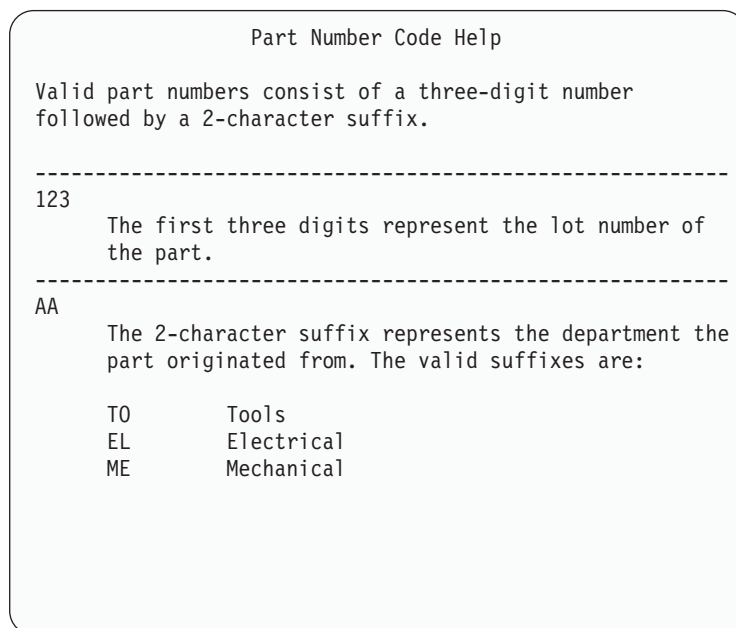 Part Number Code Help
Valid part numbers consist of a three-digit number
followed by a 2-character suffix.
----------------------------------------------------------
123
The first three digits represent the lot number of
the part.
----------------------------------------------------------
AA
The 2-character suffix represents the department the
part originated from. The valid suffixes are:
TO Tools
EL Electrical
ME Mechanical